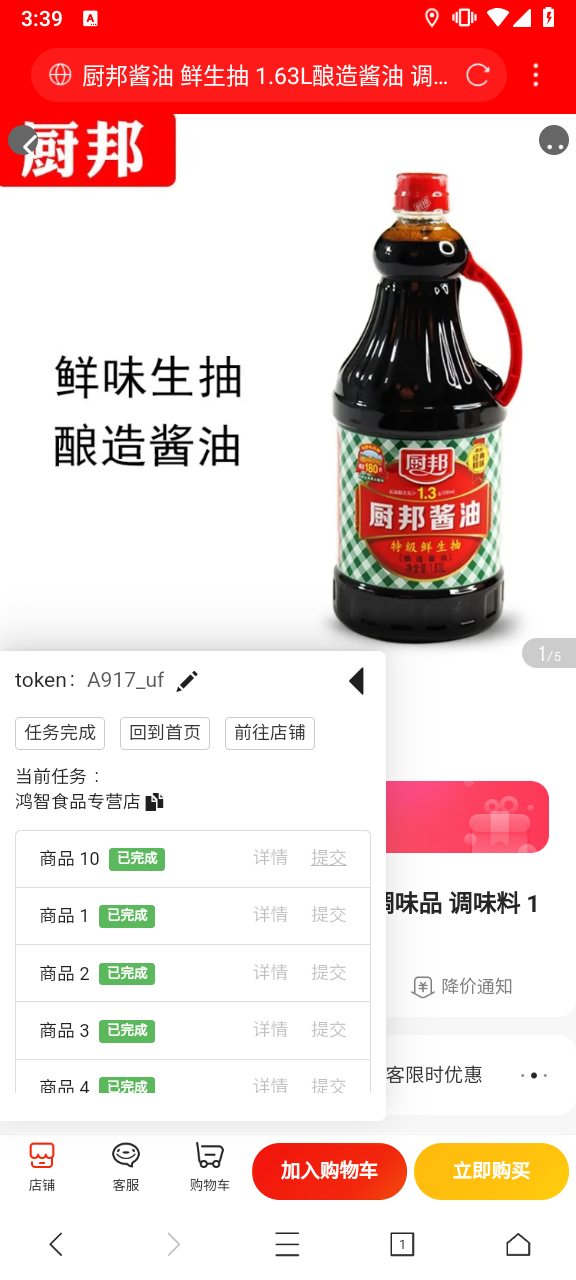 3:39
A
厨邦酱油 鲜生抽 1.63L酿造酱油 调...
厨邦
鲜味生抽
酿造酱油
厨邦
180天
1.3
厨邦酱油
特级鲜生抽
1/5
token: A917_uf
任务完成 回到首页 前往店铺
当前任务：
鸿智食品专营店
商品 10 已完成 详情 提交
商品 1 已完成 详情 提交
商品 2 已完成 详情 提交
商品 3 已完成 详情 提交
商品 4 已完成 详情 提交
调味品 调味料 1
降价通知
客限时优惠
店铺 客服 购物车 加入购物车 立即购买
1